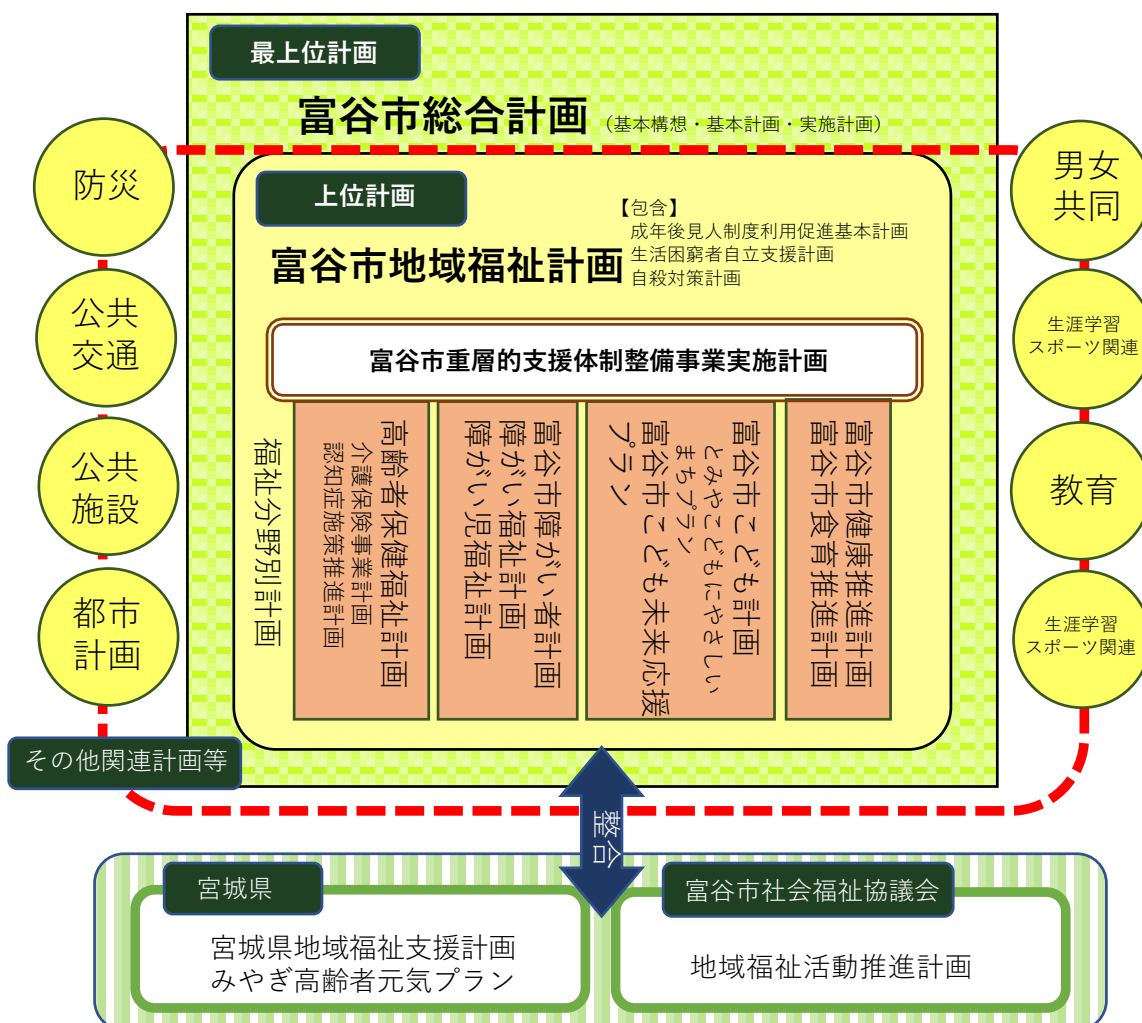 最上位計画
富谷市総合計画 (基本構想・基本計画・実施計画)
上位計画
富谷市地域福祉計画
【包含】
成年後見人制度利用促進基本計画
生活困窮者自立支援計画
自殺対策計画
富谷市重層的支援体制整備事業実施計画
福祉分野別計画
高齢者保健福祉計画
介護保険事業計画
認知症施策推進計画
富谷市障がい者計画
障がい福祉計画
障がい児福祉計画
富谷市こども計画
とみやこどもにやさしい
まちプラン
富谷市こども未来応援
プラン
富谷市健康推進計画
富谷市食育推進計画
防災
公共
交通
公共
施設
都市
計画
男女
共同
生涯学習
スポーツ関連
教育
生涯学習
スポーツ関連
その他関連計画等
整合
宮城県
宮城県地域福祉支援計画
みやぎ高齢者元気プラン
富谷市社会福祉協議会
地域福祉活動推進計画